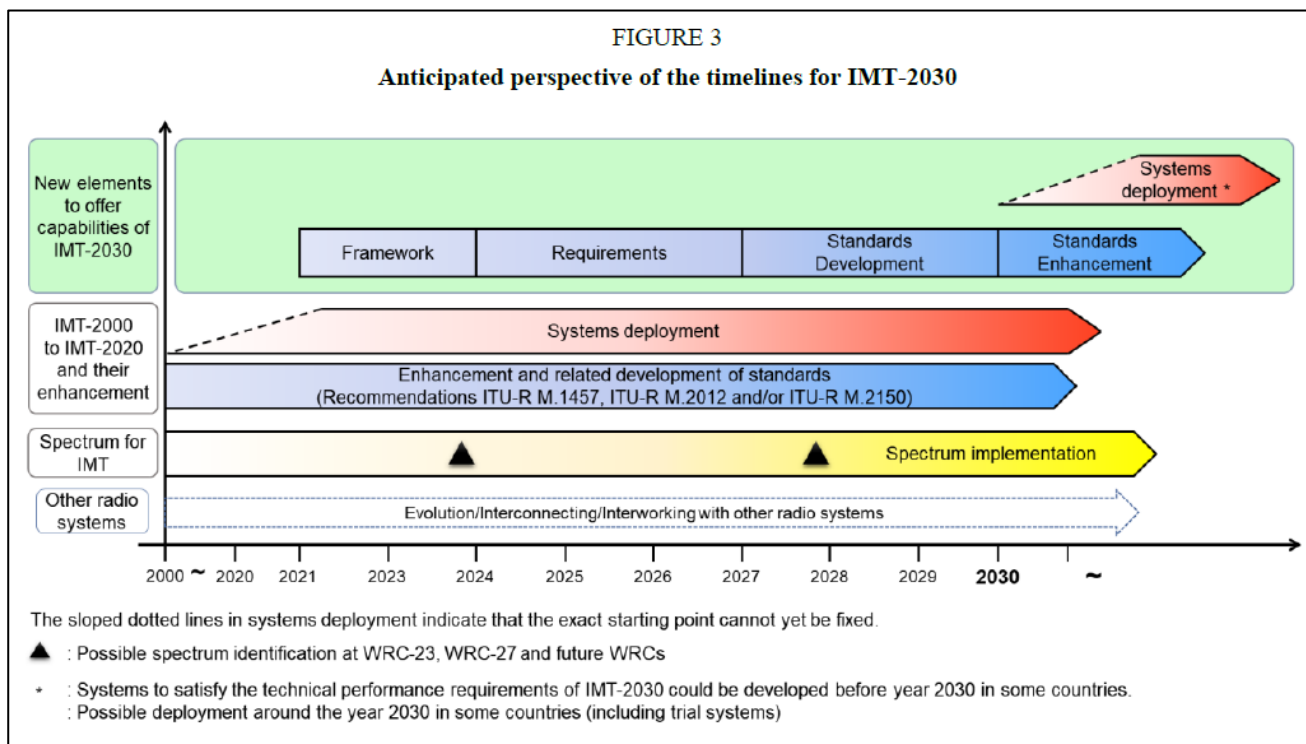 FIGURE 3
Anticipated perspective of the timelines for IMT-2030
New elements
to offer
capabilities of
IMT-2030
Systems
deployment *
Framework
Requirements
Standards
Development
Standards
Enhancement
IMT-2000
to IMT-2020
and their
enhancement
Systems deployment
Enhancement and related development of standards
(Recommendations ITU-R M.1457, ITU-R M.2012 and/or ITU-R M.2150)
Spectrum for
IMT
Spectrum implementation
Other radio
systems
Evolution/Interconnecting/Interworking with other radio systems
2000 ~ 2020 2021 2023 2024 2025 2026 2027 2028 2029 2030 ~
The sloped dotted lines in systems deployment indicate that the exact starting point cannot yet be fixed.
▲ : Possible spectrum identification at WRC-23, WRC-27 and future WRCs
* : Systems to satisfy the technical performance requirements of IMT-2030 could be developed before year 2030 in some countries.
: Possible deployment around the year 2030 in some countries (including trial systems)